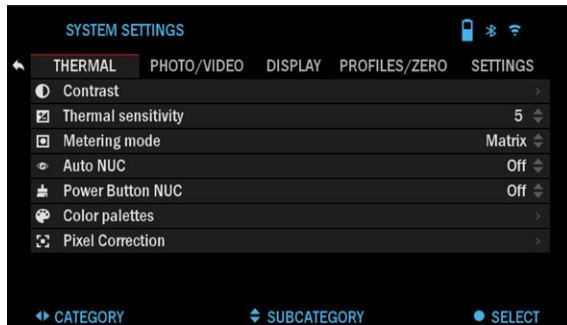 SYSTEM SETTINGS
THERMAL PHOTO/VIDEO DISPLAY PROFILES/ZERO SETTINGS
Contrast
Thermal sensitivity 5
Metering mode Matrix
Auto NUC Off
Power Button NUC Off
Color palettes
Pixel Correction
CATEGORY SUBCATEGORY SELECT